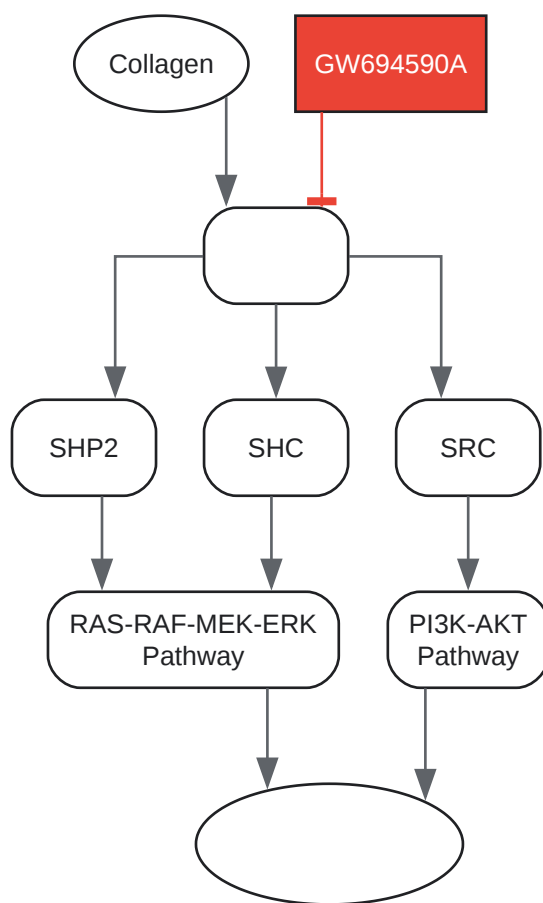 Collagen
GW694590A
SHP2
SHC
SRC
RAS-RAF-MEK-ERK
Pathway
PI3K-AKT
Pathway